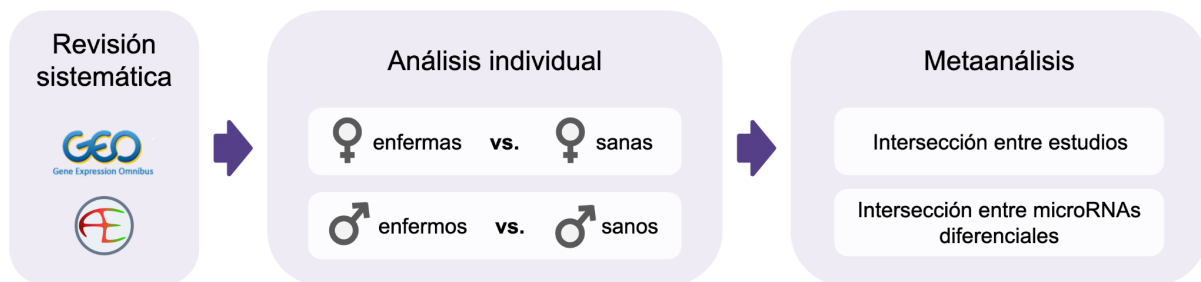 Revisión
sistemática
GEO
Gene Expression Omnibus
AE
Análisis individual
enfermas vs. sanas
enfermos vs. sanos
Metaanálisis
Intersección entre estudios
Intersección entre microRNAs
diferenciales